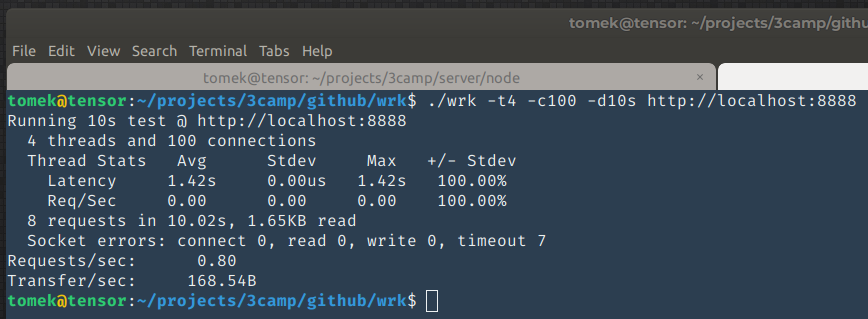 tomek@tensor: ~/projects/3camp/githu
File Edit View Search Terminal Tabs Help
tomek@tensor: ~/projects/3camp/server/node ×
tomek@tensor:~/projects/3camp/github/wrk$ ./wrk -t4 -c100 -d10s http://localhost:8888
Running 10s test @ http://localhost:8888
  4 threads and 100 connections
  Thread Stats   Avg      Stdev     Max   +/- Stdev
    Latency     1.42s     0.00us   1.42s   100.00%
    Req/Sec     0.00      0.00     0.00    100.00%
  8 requests in 10.02s, 1.65KB read
  Socket errors: connect 0, read 0, write 0, timeout 7
Requests/sec:      0.80
Transfer/sec:     168.54B
tomek@tensor:~/projects/3camp/github/wrk$